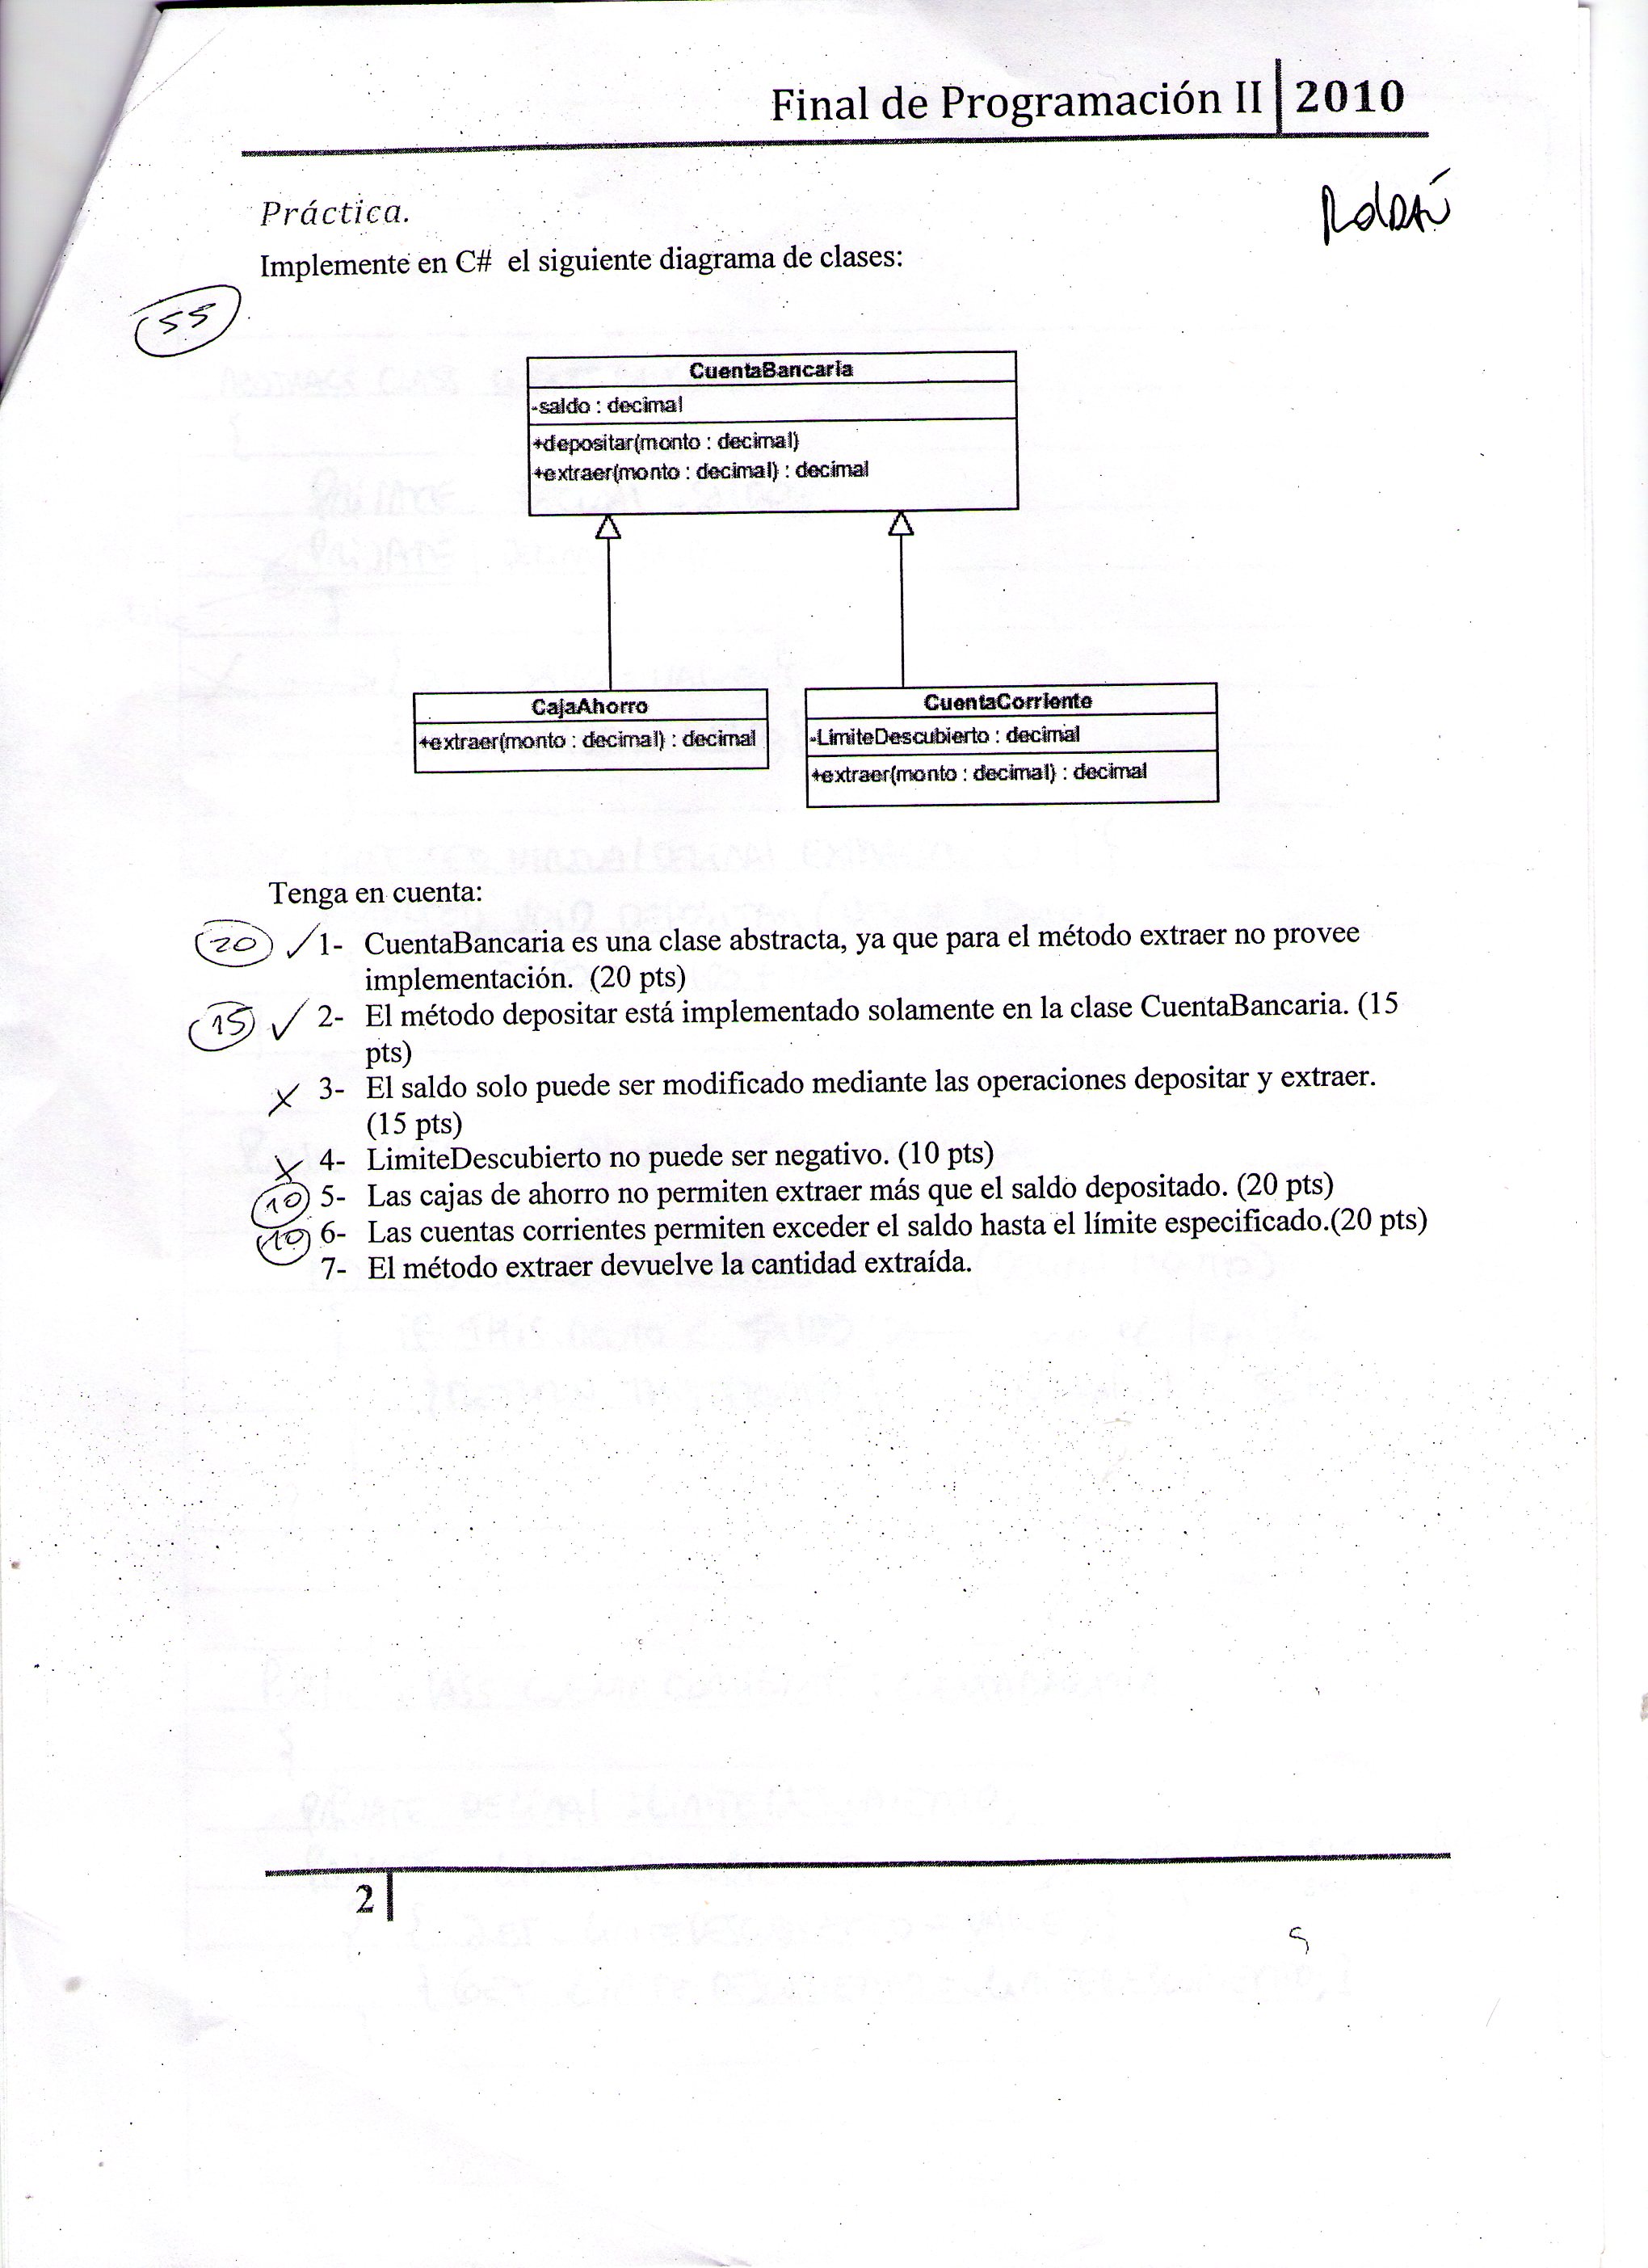 Final de Programación II 2010
Práctica.
Roldán
Implemente en C# el siguiente diagrama de clases:
55
CuentaBancaria
-saldo : decimal
+depositar(monto : decimal)
+extraer(monto : decimal) : decimal
CajaAhorro
+extraer(monto : decimal) : decimal
CuentaCorriente
-LimiteDescubierto : decimal
+extraer(monto : decimal) : decimal
Tenga en cuenta:
20 ✓ 1- CuentaBancaria es una clase abstracta, ya que para el método extraer no provee
implementación. (20 pts)
15 ✓ 2- El método depositar está implementado solamente en la clase CuentaBancaria. (15
pts)
X 3- El saldo solo puede ser modificado mediante las operaciones depositar y extraer.
(15 pts)
X 4- LimiteDescubierto no puede ser negativo. (10 pts)
10 5- Las cajas de ahorro no permiten extraer más que el saldo depositado. (20 pts)
10 6- Las cuentas corrientes permiten exceder el saldo hasta el límite especificado.(20 pts)
7- El método extraer devuelve la cantidad extraída.
2